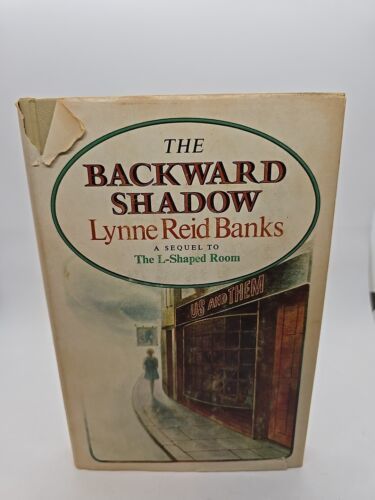 THE
BACKWARD
SHADOW
Lynne Reid Banks
A SEQUEL TO
The L-Shaped Room
US AND THEM